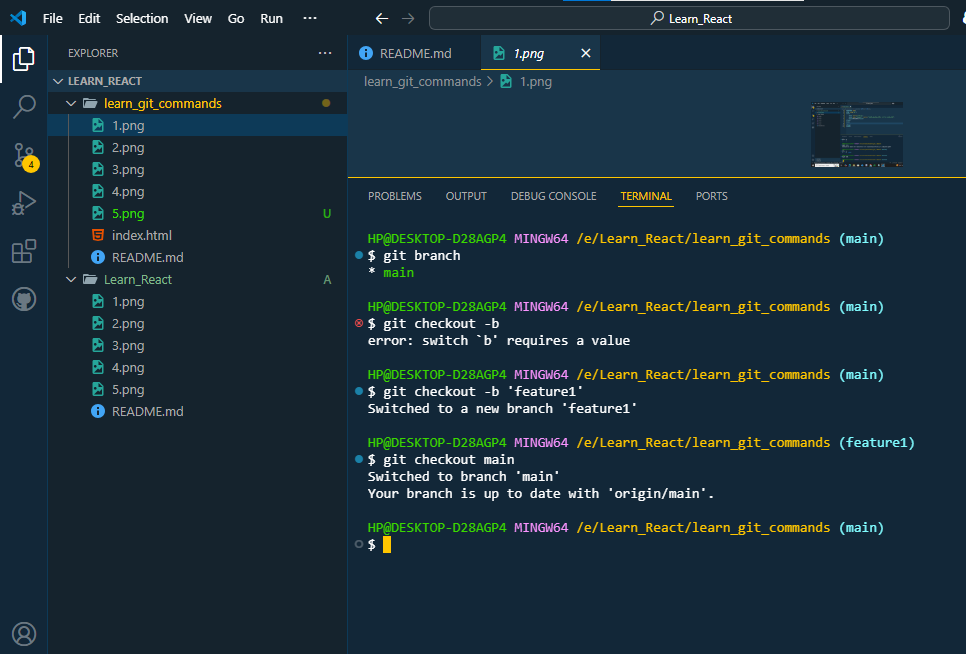 File Edit Selection View Go Run ··· Learn_React
EXPLORER ···
LEARN_REACT
learn_git_commands
1.png
2.png
3.png
4.png
5.png U
index.html
README.md
Learn_React A
1.png
2.png
3.png
4.png
5.png
README.md
4
README.md 1.png
learn_git_commands > 1.png
PROBLEMS OUTPUT DEBUG CONSOLE TERMINAL PORTS
HP@DESKTOP-D28AGP4 MINGW64 /e/Learn_React/learn_git_commands (main)
$ git branch
* main
HP@DESKTOP-D28AGP4 MINGW64 /e/Learn_React/learn_git_commands (main)
$ git checkout -b
error: switch `b' requires a value
HP@DESKTOP-D28AGP4 MINGW64 /e/Learn_React/learn_git_commands (main)
$ git checkout -b 'feature1'
Switched to a new branch 'feature1'
HP@DESKTOP-D28AGP4 MINGW64 /e/Learn_React/learn_git_commands (feature1)
$ git checkout main
Switched to branch 'main'
Your branch is up to date with 'origin/main'.
HP@DESKTOP-D28AGP4 MINGW64 /e/Learn_React/learn_git_commands (main)
$